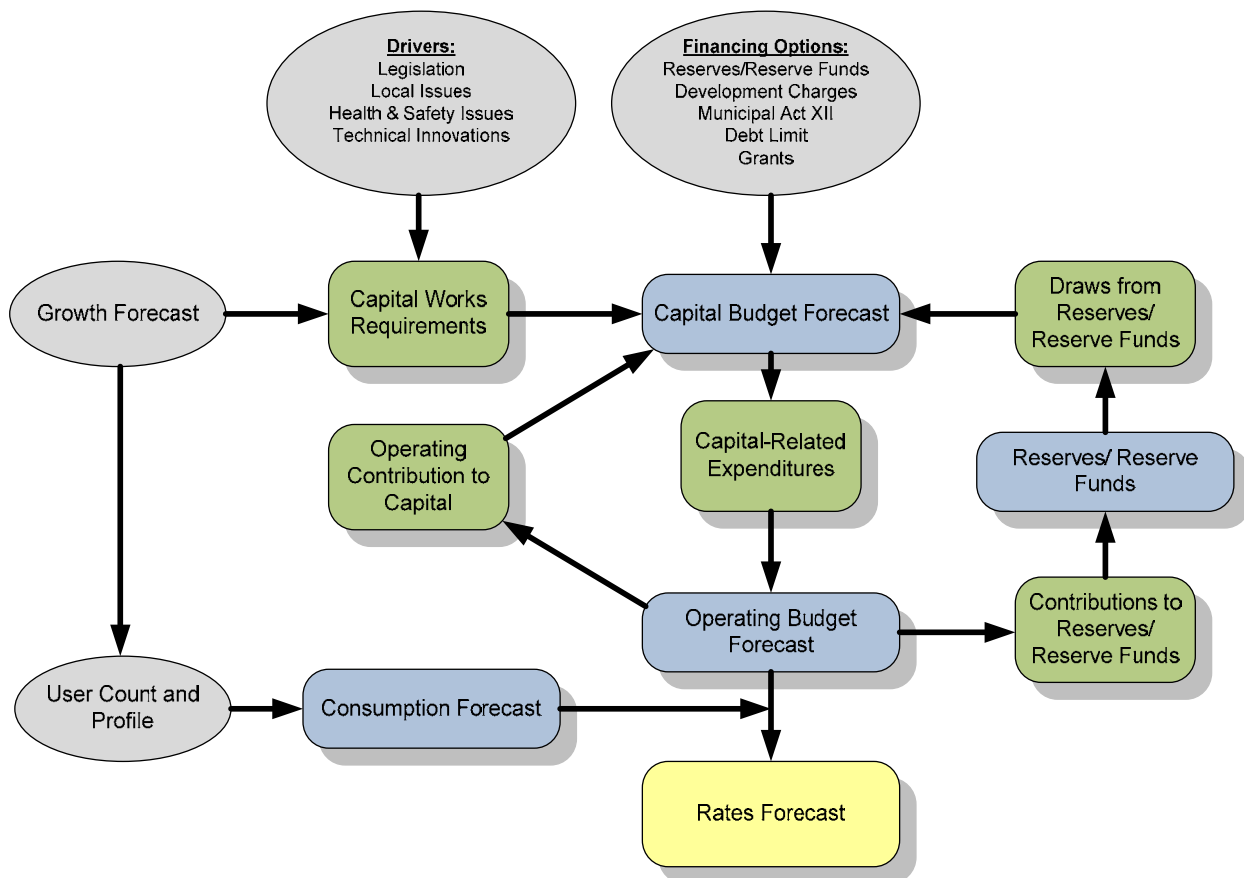 Drivers:
Legislation
Local Issues
Health & Safety Issues
Technical Innovations
Financing Options:
Reserves/Reserve Funds
Development Charges
Municipal Act XII
Debt Limit
Grants
Growth Forecast
Capital Works
Requirements
Capital Budget Forecast
Draws from
Reserves/
Reserve Funds
Operating
Contribution to
Capital
Capital-Related
Expenditures
Reserves/ Reserve
Funds
Operating Budget
Forecast
Contributions to
Reserves/
Reserve Funds
User Count and
Profile
Consumption Forecast
Rates Forecast